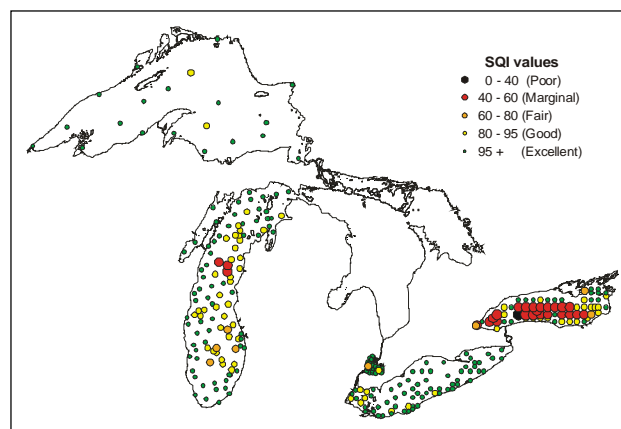 SQI values
0 - 40 (Poor)
40 - 60 (Marginal)
60 - 80 (Fair)
80 - 95 (Good)
95 + (Excellent)